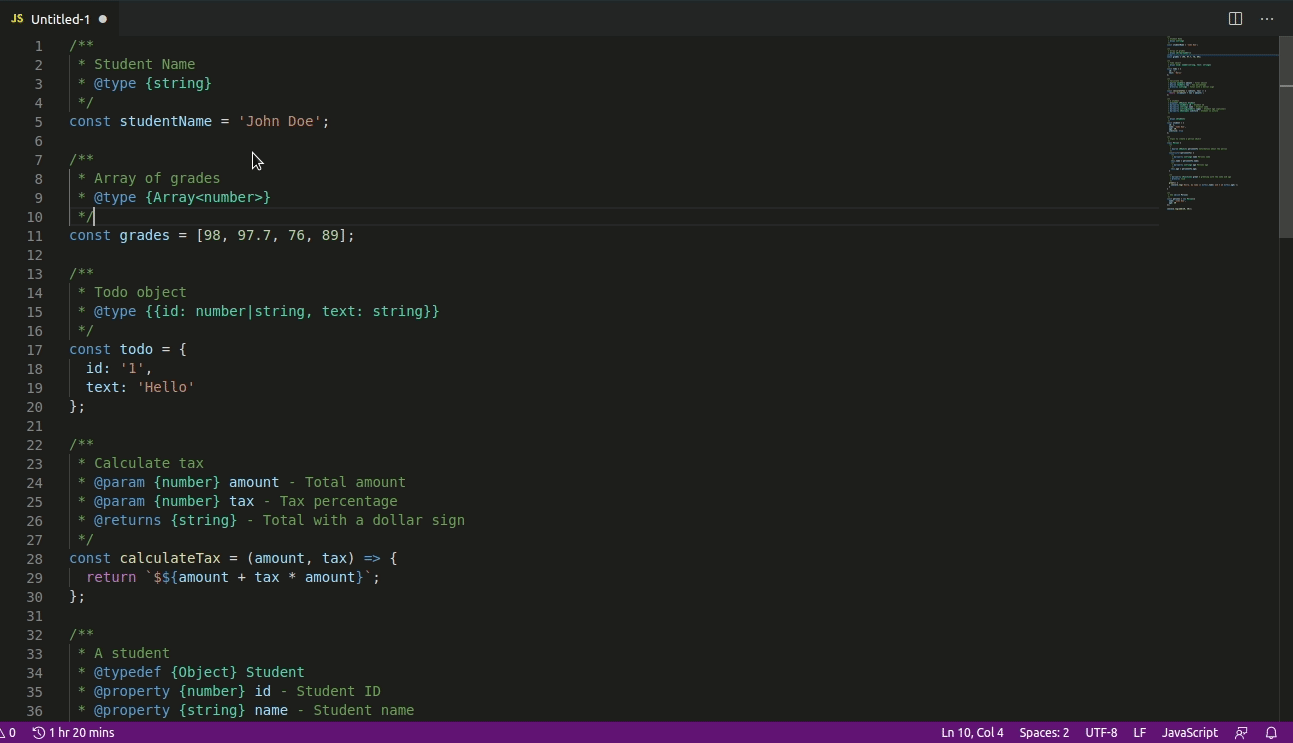 JS Untitled-1
1 /**
2  * Student Name
3  * @type {string}
4  */
5 const studentName = 'John Doe';
6
7 /**
8  * Array of grades
9  * @type {Array<number>}
10  */
11 const grades = [98, 97.7, 76, 89];
12
13 /**
14  * Todo object
15  * @type {{id: number|string, text: string}}
16  */
17 const todo = {
18   id: '1',
19   text: 'Hello'
20 };
21
22 /**
23  * Calculate tax
24  * @param {number} amount - Total amount
25  * @param {number} tax - Tax percentage
26  * @returns {string} - Total with a dollar sign
27  */
28 const calculateTax = (amount, tax) => {
29   return `$${amount + tax * amount}`;
30 };
31
32 /**
33  * A student
34  * @typedef {Object} Student
35  * @property {number} id - Student ID
36  * @property {string} name - Student name
0 1 hr 20 mins Ln 10, Col 4 Spaces: 2 UTF-8 LF JavaScript